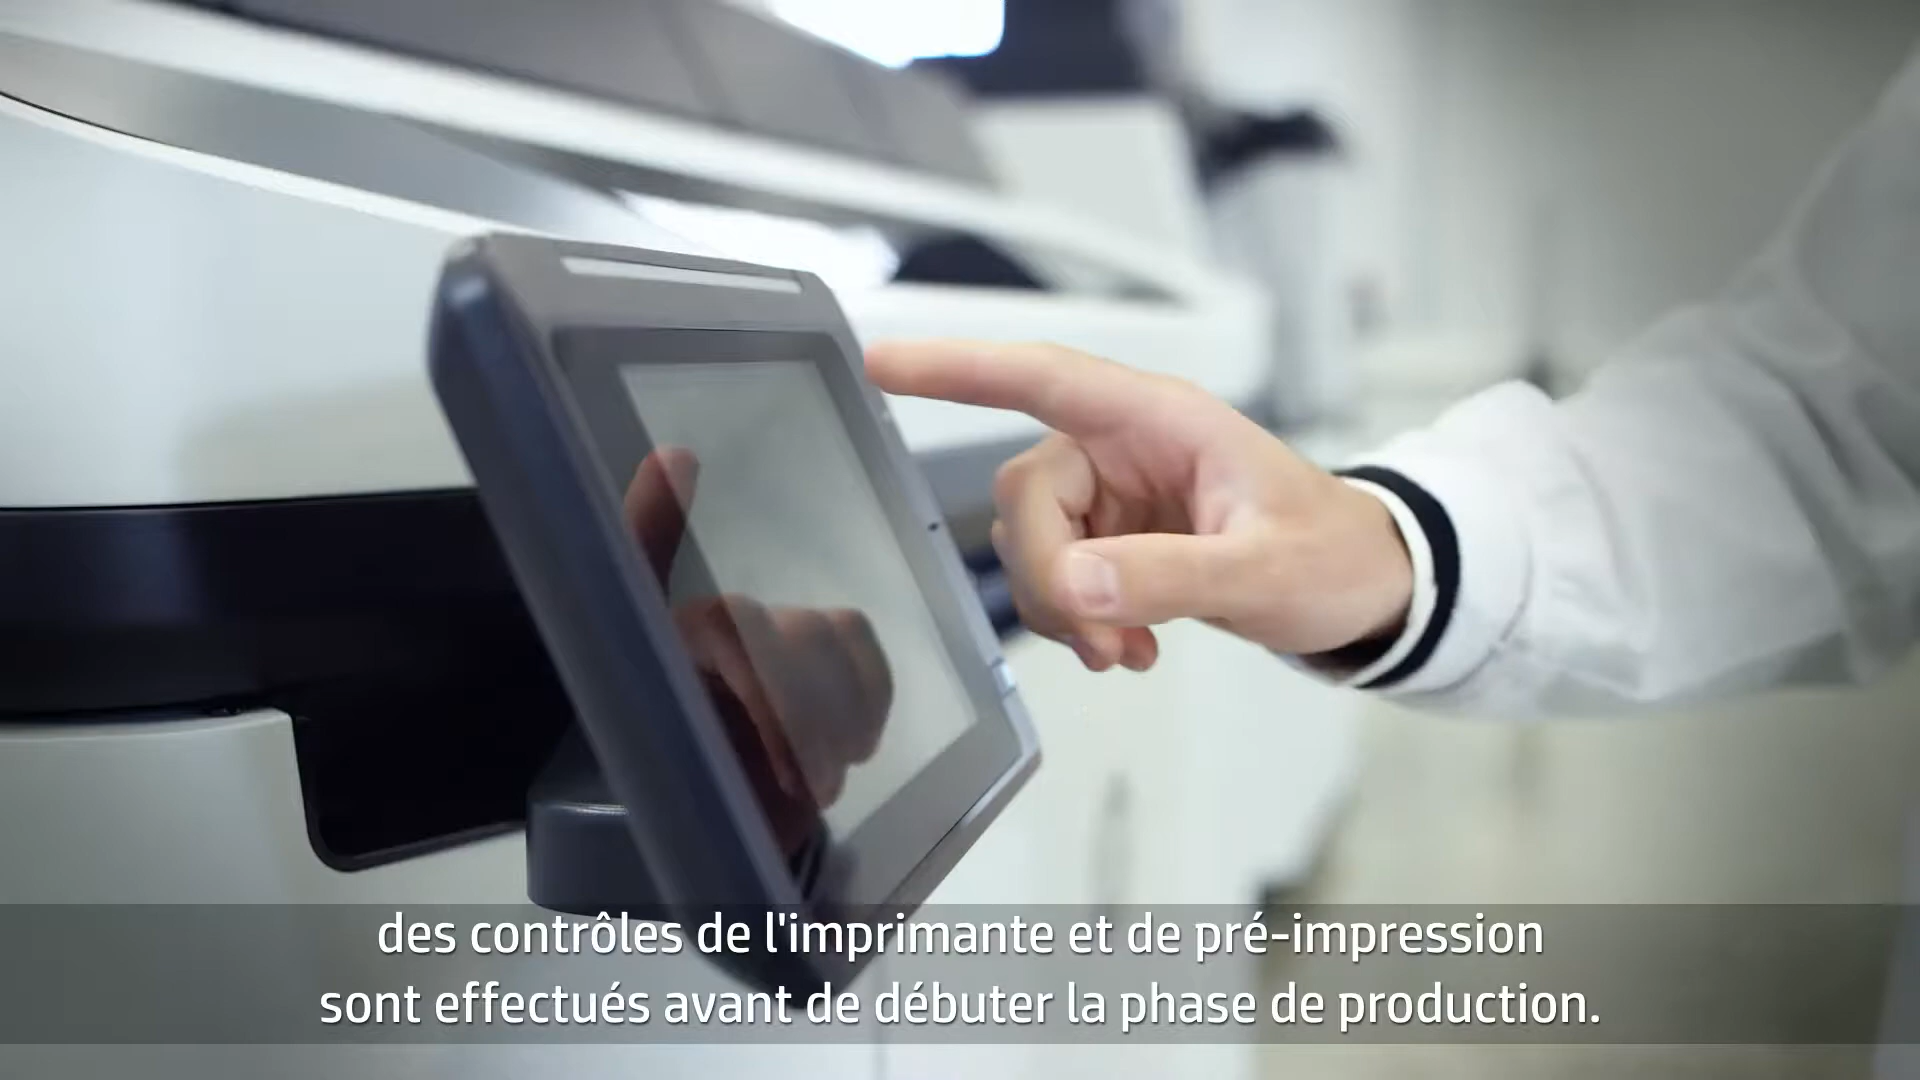 des contrôles de l'imprimante et de pré-impression
sont effectués avant de débuter la phase de production.